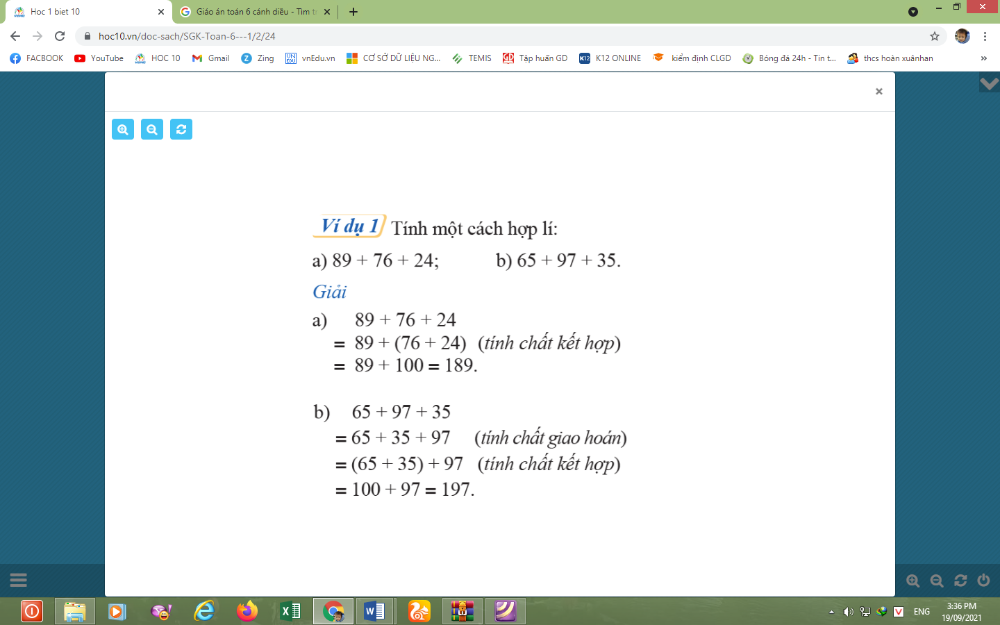 Hoc 1 biet 10
Giáo án toán 6 cánh diều - Tìm tr
hoc10.vn/doc-sach/SGK-Toan-6---1/2/24
FACBOOK YouTube HOC 10 Gmail Zing vnEdu.vn CƠ SỞ DỮ LIỆU NG... TEMIS Tập huấn GD K12 ONLINE kiểm định CLGD Bóng đá 24h - Tin t... thcs hoàn xuânhan »
Ví dụ 1 Tính một cách hợp lí:
a) 89 + 76 + 24; b) 65 + 97 + 35.
Giải
a) 89 + 76 + 24
= 89 + (76 + 24) (tính chất kết hợp)
= 89 + 100 = 189.
b) 65 + 97 + 35
= 65 + 35 + 97 (tính chất giao hoán)
= (65 + 35) + 97 (tính chất kết hợp)
= 100 + 97 = 197.
ENG
3:36 PM
19/09/2021